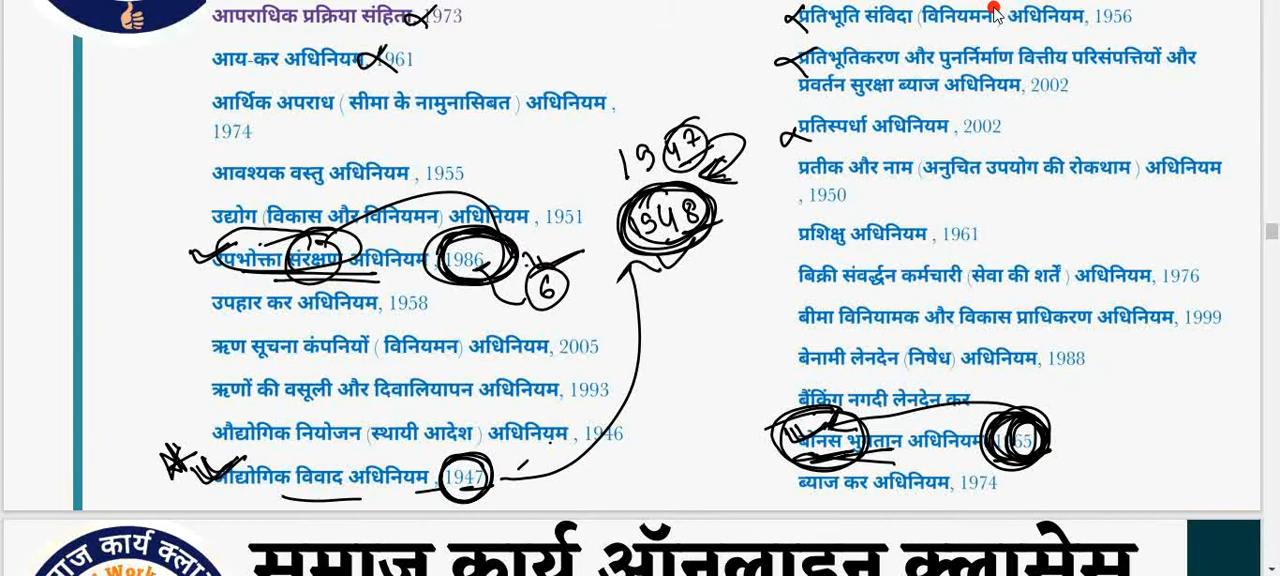 आपराधिक प्रक्रिया संहिता, 1973
आय-कर अधिनियम, 1961
आर्थिक अपराध ( सीमा के नामुनासिबत ) अधिनियम ,
1974
आवश्यक वस्तु अधिनियम , 1955
उद्योग (विकास और विनियमन) अधिनियम , 1951
उपभोक्ता संरक्षण अधिनियम , 1986
6
उपहार कर अधिनियम, 1958
ऋण सूचना कंपनियों ( विनियमन) अधिनियम, 2005
ऋणों की वसूली और दिवालियापन अधिनियम, 1993
औद्योगिक नियोजन (स्थायी आदेश ) अधिनियम , 1946
औद्योगिक विवाद अधिनियम , 1947
1947
1948
प्रतिभूति संविदा (विनियमन) अधिनियम, 1956
प्रतिभूतिकरण और पुनर्निर्माण वित्तीय परिसंपत्तियों और
प्रवर्तन सुरक्षा ब्याज अधिनियम, 2002
प्रतिस्पर्धा अधिनियम , 2002
प्रतीक और नाम (अनुचित उपयोग की रोकथाम ) अधिनियम
, 1950
प्रशिक्षु अधिनियम , 1961
बिक्री संवर्द्धन कर्मचारी (सेवा की शर्तें) अधिनियम, 1976
बीमा विनियामक और विकास प्राधिकरण अधिनियम, 1999
बेनामी लेनदेन (निषेध) अधिनियम, 1988
बैंकिंग नगदी लेनदेन कर
बोनस भुगतान अधिनियम, 1965
ब्याज कर अधिनियम, 1974
समाज कार्य ऑनलाइन क्लासेस